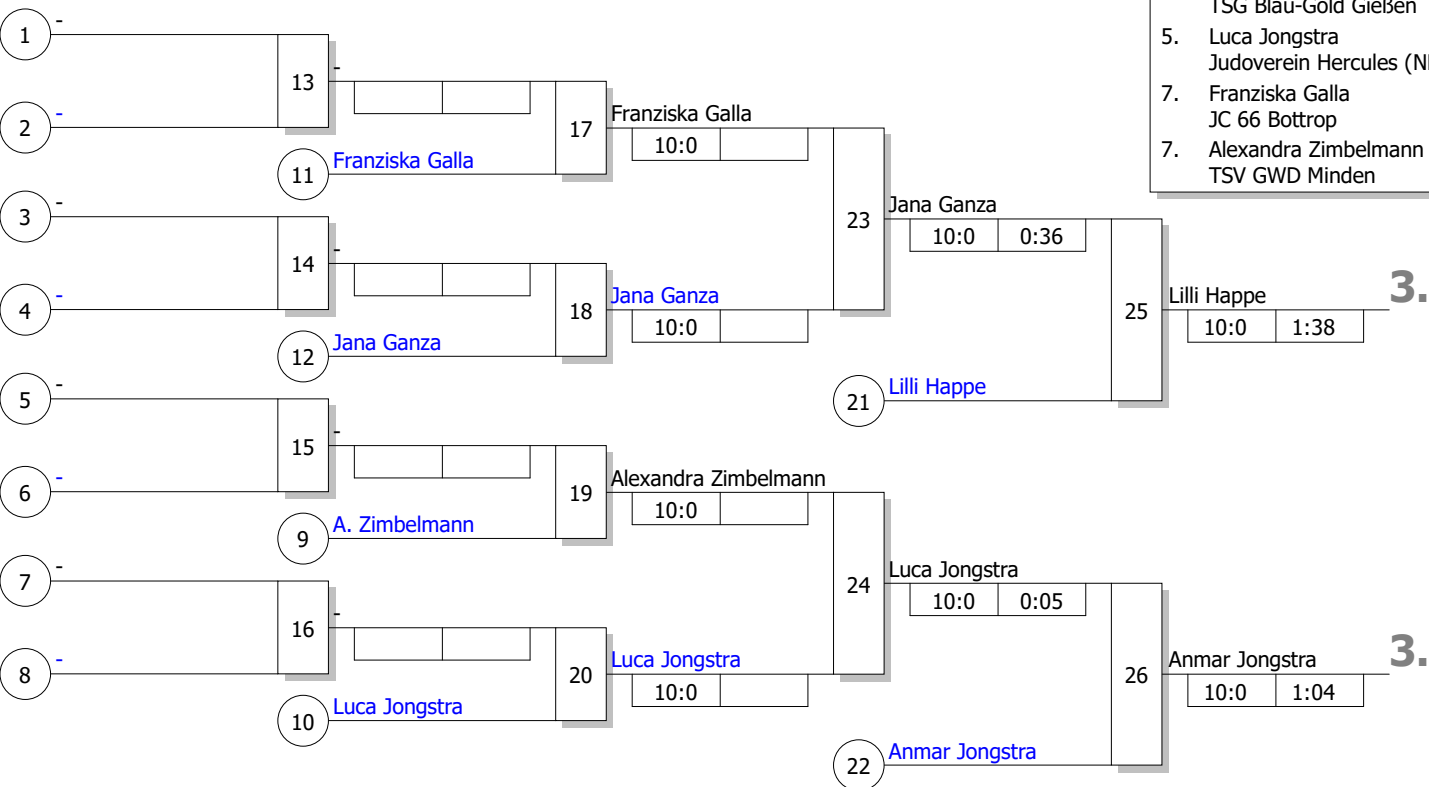 TSG Blau-Gold Gießen
5. Luca Jongstra
Judoverein Hercules (N
7. Franziska Galla
JC 66 Bottrop
7. Alexandra Zimbelmann
TSV GWD Minden
1 -
13 -
2 -
17 Franziska Galla
10:0
11 Franziska Galla
3 -
14 -
4 -
18 Jana Ganza
10:0
12 Jana Ganza
23 Jana Ganza
10:0 0:36
25 Lilli Happe 3.
10:0 1:38
21 Lilli Happe
5 -
15 -
6 -
19 Alexandra Zimbelmann
10:0
9 A. Zimbelmann
7 -
16 -
8 -
20 Luca Jongstra
10:0
10 Luca Jongstra
24 Luca Jongstra
10:0 0:05
26 Anmar Jongstra 3.
10:0 1:04
22 Anmar Jongstra